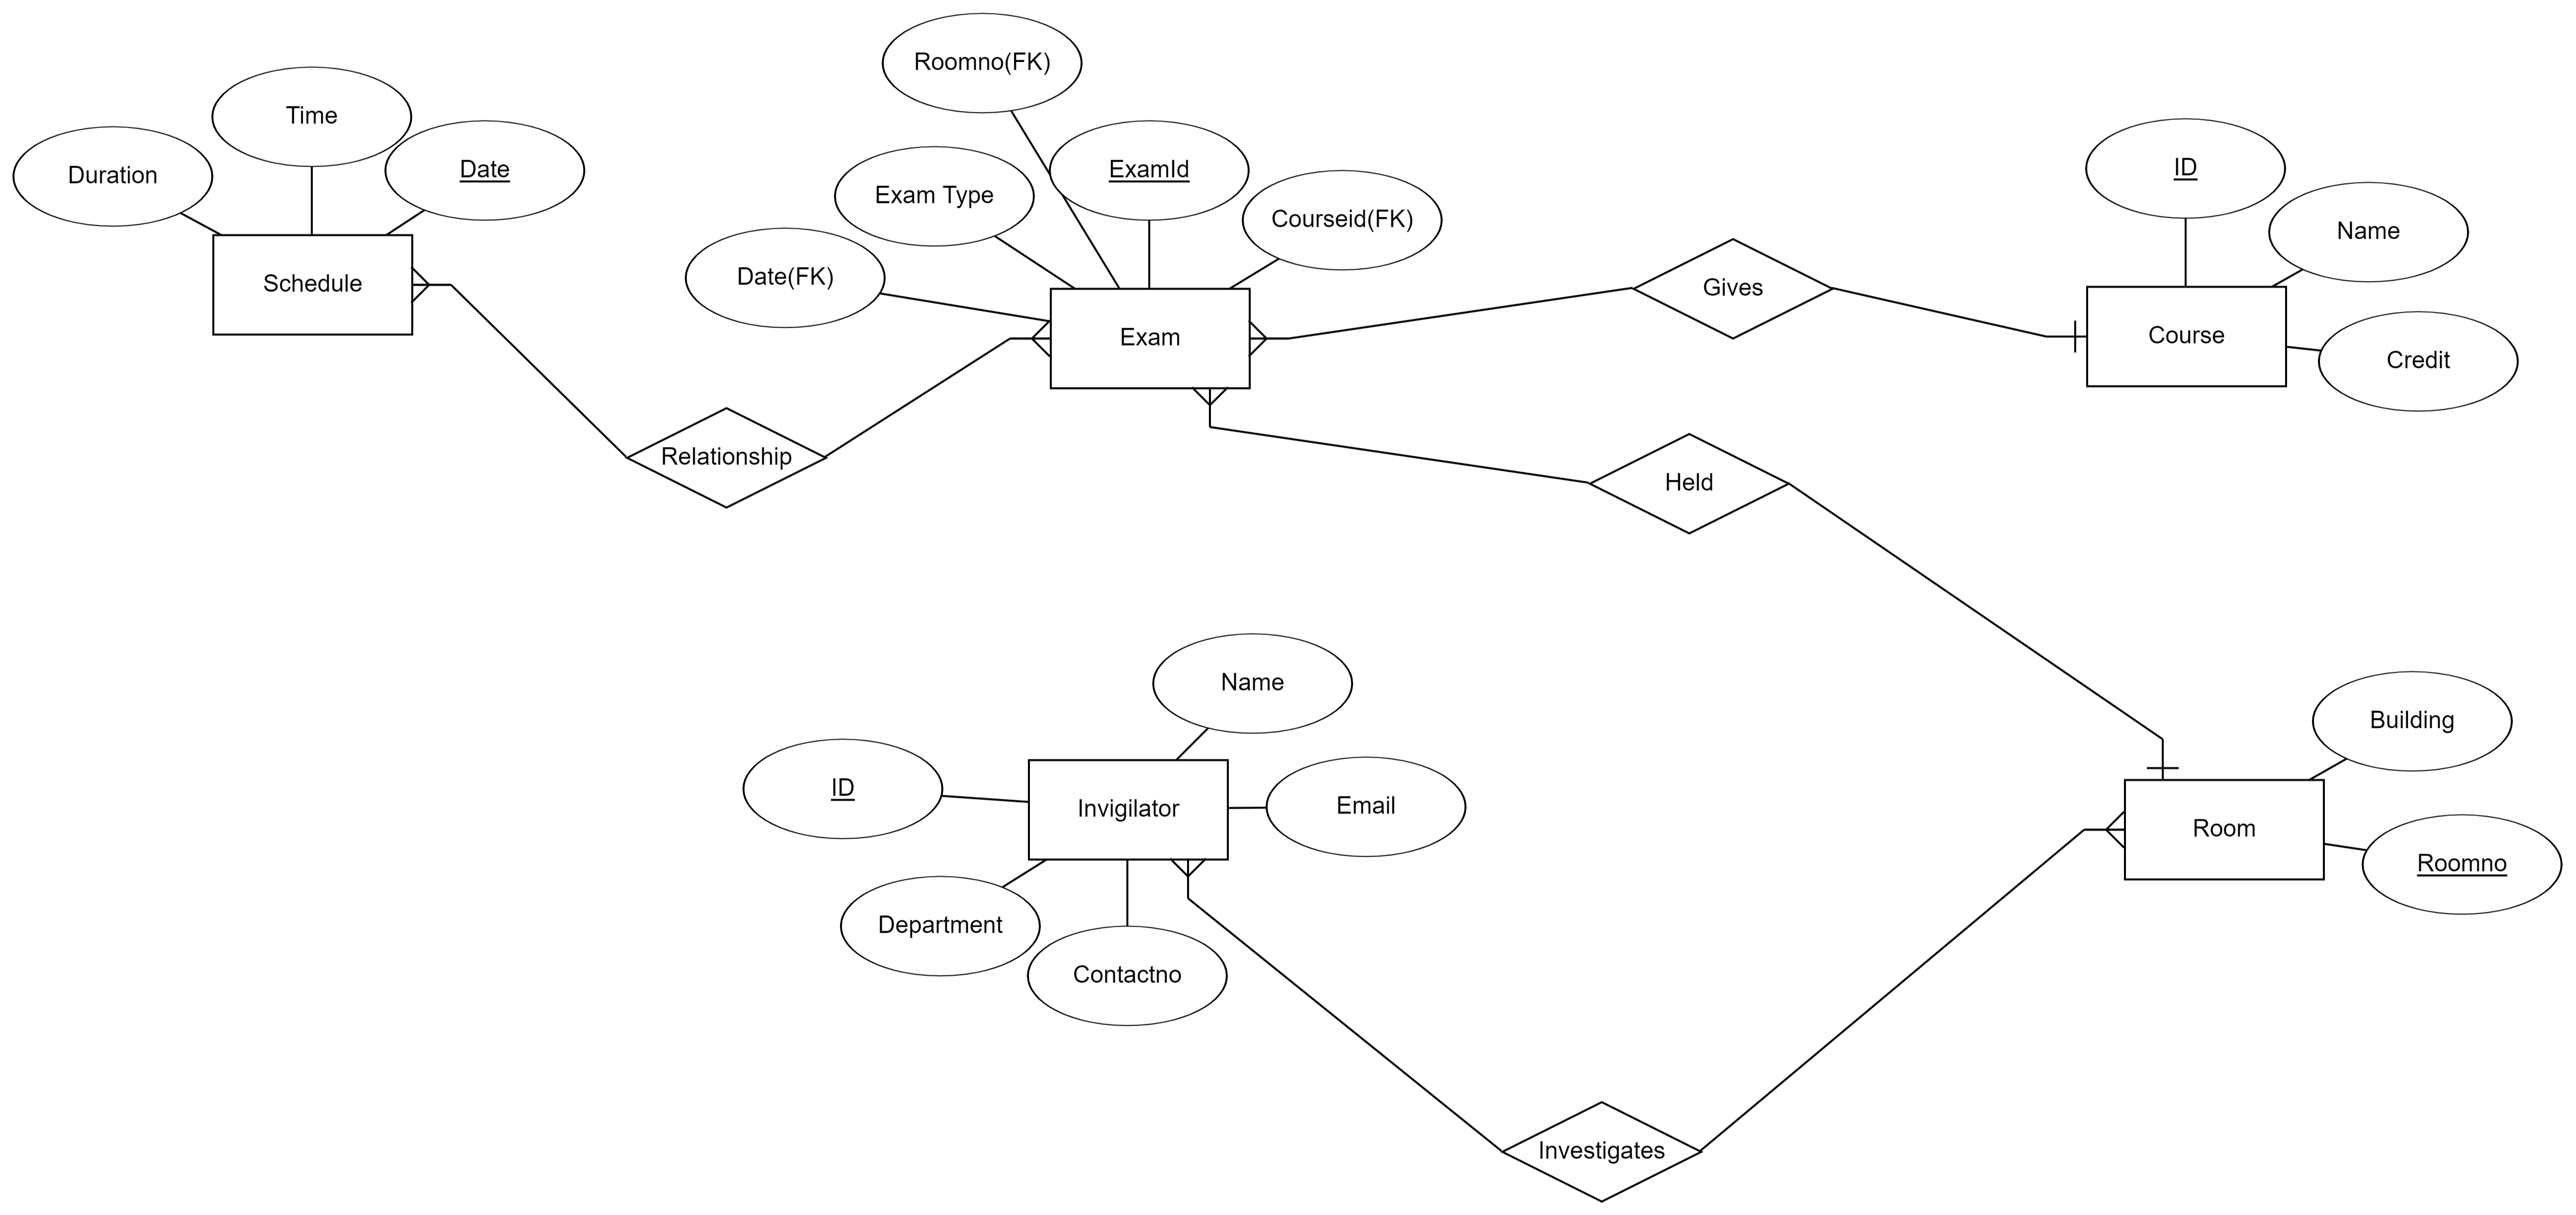 Roomno(FK)
Time
Duration
Date
Exam Type
ExamId
Courseid(FK)
Date(FK)
Schedule
Exam
Gives
ID
Name
Course
Credit
Relationship
Held
Name
ID
Invigilator
Email
Department
Contactno
Building
Room
Roomno
Investigates